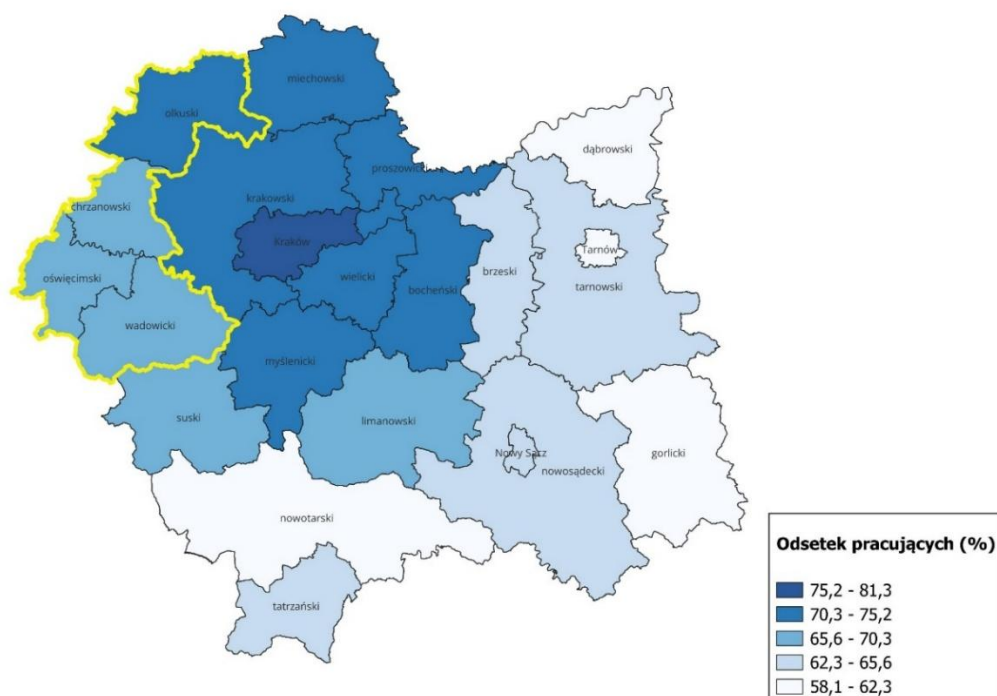 miechowski
olkuski
dąbrowski
proszowicki
krakowski
chrzanowski
Kraków
Tarnów
oświęcimski
wielicki
bocheński
brzeski
tarnowski
wadowicki
myślenicki
suski
limanowski
Nowy Sącz
nowosądecki
gorlicki
nowotarski
tatrzański
Odsetek pracujących (%)
75,2 - 81,3
70,3 - 75,2
65,6 - 70,3
62,3 - 65,6
58,1 - 62,3